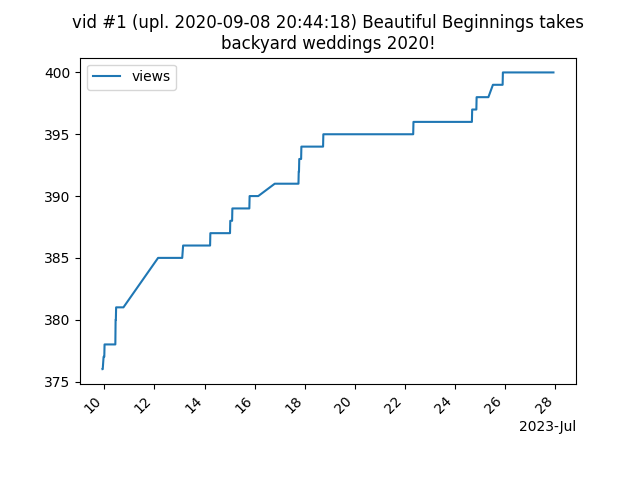 vid #1 (upl. 2020-09-08 20:44:18) Beautiful Beginnings takes
backyard weddings 2020!
views
400
395
390
385
380
375
10 12 14 16 18 20 22 24 26 28
2023-Jul